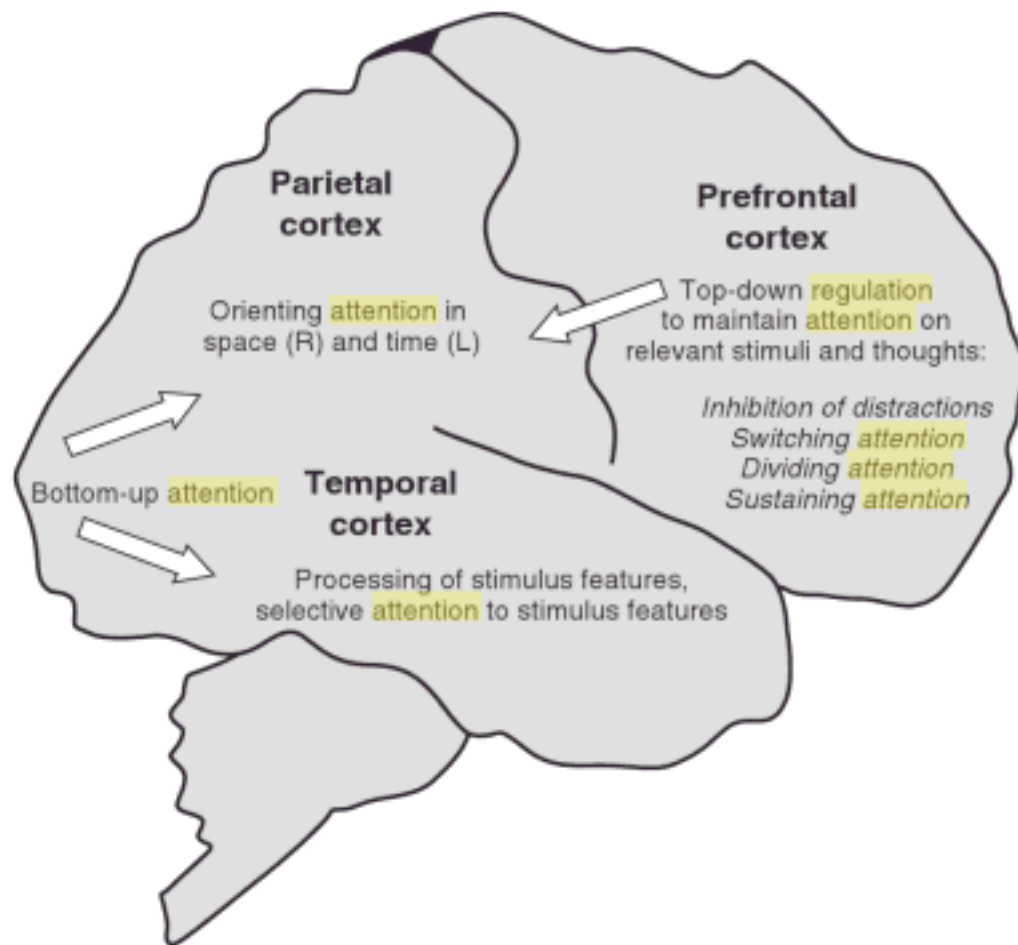 Parietal
cortex
Orienting attention in
space (R) and time (L)
Prefrontal
cortex
Top-down regulation
to maintain attention on
relevant stimuli and thoughts:
Inhibition of distractions
Switching attention
Dividing attention
Sustaining attention
Bottom-up attention
Temporal
cortex
Processing of stimulus features,
selective attention to stimulus features